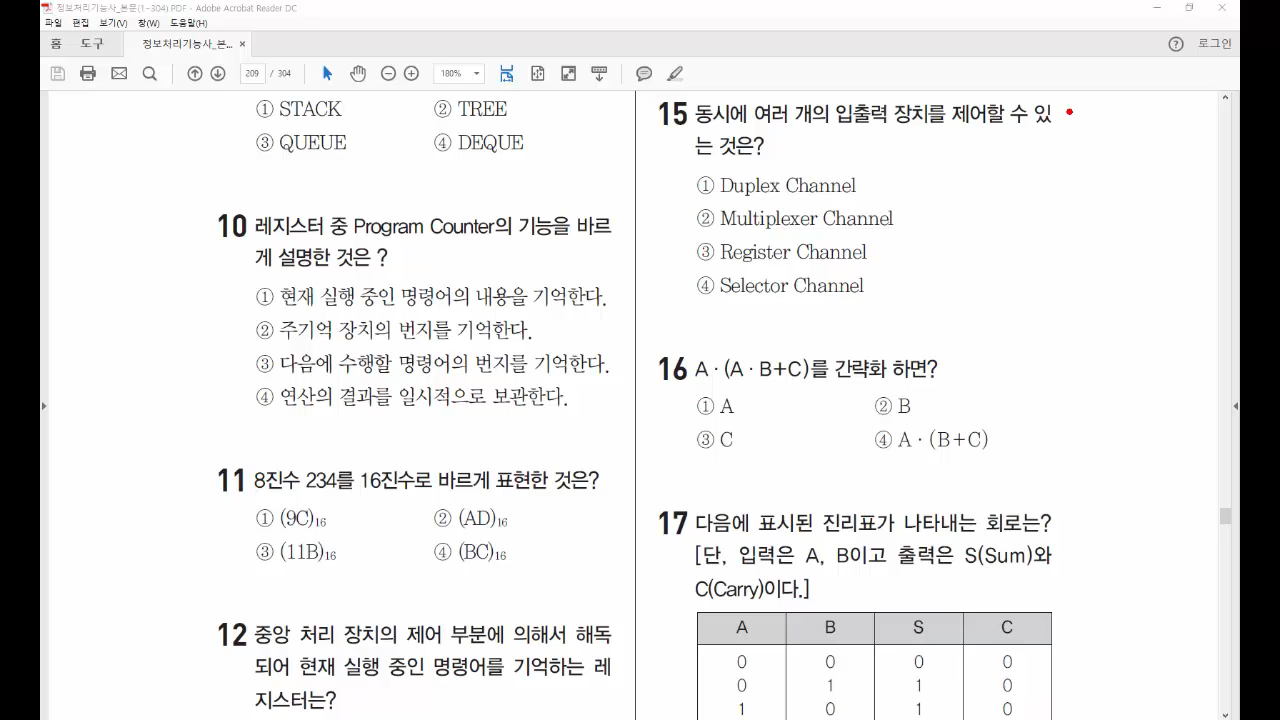 정보처리기능사_본문(1-304).PDF - Adobe Acrobat Reader DC
파일 편집 보기(V) 창(W) 도움말(H)
홈 도구 정보처리기능사_본... × 로그인
209 / 304 180%
① STACK ② TREE
③ QUEUE ④ DEQUE
10 레지스터 중 Program Counter의 기능을 바르
게 설명한 것은 ?
① 현재 실행 중인 명령어의 내용을 기억한다.
② 주기억 장치의 번지를 기억한다.
③ 다음에 수행할 명령어의 번지를 기억한다.
④ 연산의 결과를 일시적으로 보관한다.
11 8진수 234를 16진수로 바르게 표현한 것은?
① (9C)₁₆ ② (AD)₁₆
③ (11B)₁₆ ④ (BC)₁₆
12 중앙 처리 장치의 제어 부분에 의해서 해독
되어 현재 실행 중인 명령어를 기억하는 레
지스터는?
15 동시에 여러 개의 입출력 장치를 제어할 수 있
는 것은?
① Duplex Channel
② Multiplexer Channel
③ Register Channel
④ Selector Channel
16 A · (A · B+C)를 간략화 하면?
① A ② B
③ C ④ A · (B+C)
17 다음에 표시된 진리표가 나타내는 회로는?
[단, 입력은 A, B이고 출력은 S(Sum)와
C(Carry)이다.]
A B S C
0 0 0 0
0 1 1 0
1 0 1 0